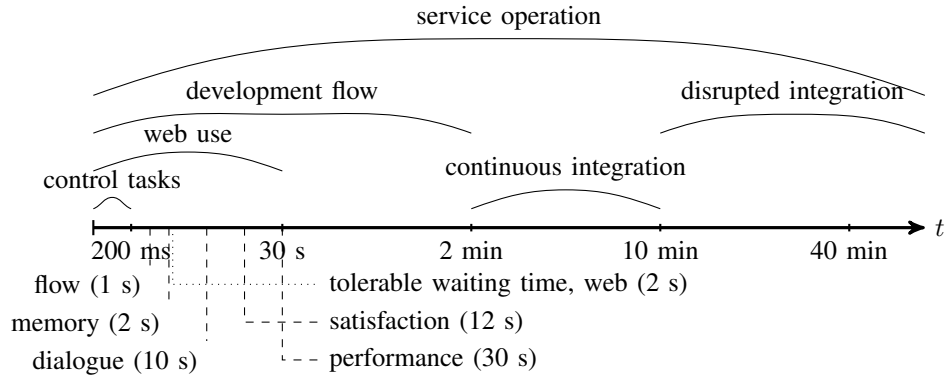 service operation
development flow
disrupted integration
web use
continuous integration
control tasks
t
200 ms
30 s
2 min
10 min
40 min
flow (1 s)
tolerable waiting time, web (2 s)
memory (2 s)
satisfaction (12 s)
dialogue (10 s)
performance (30 s)